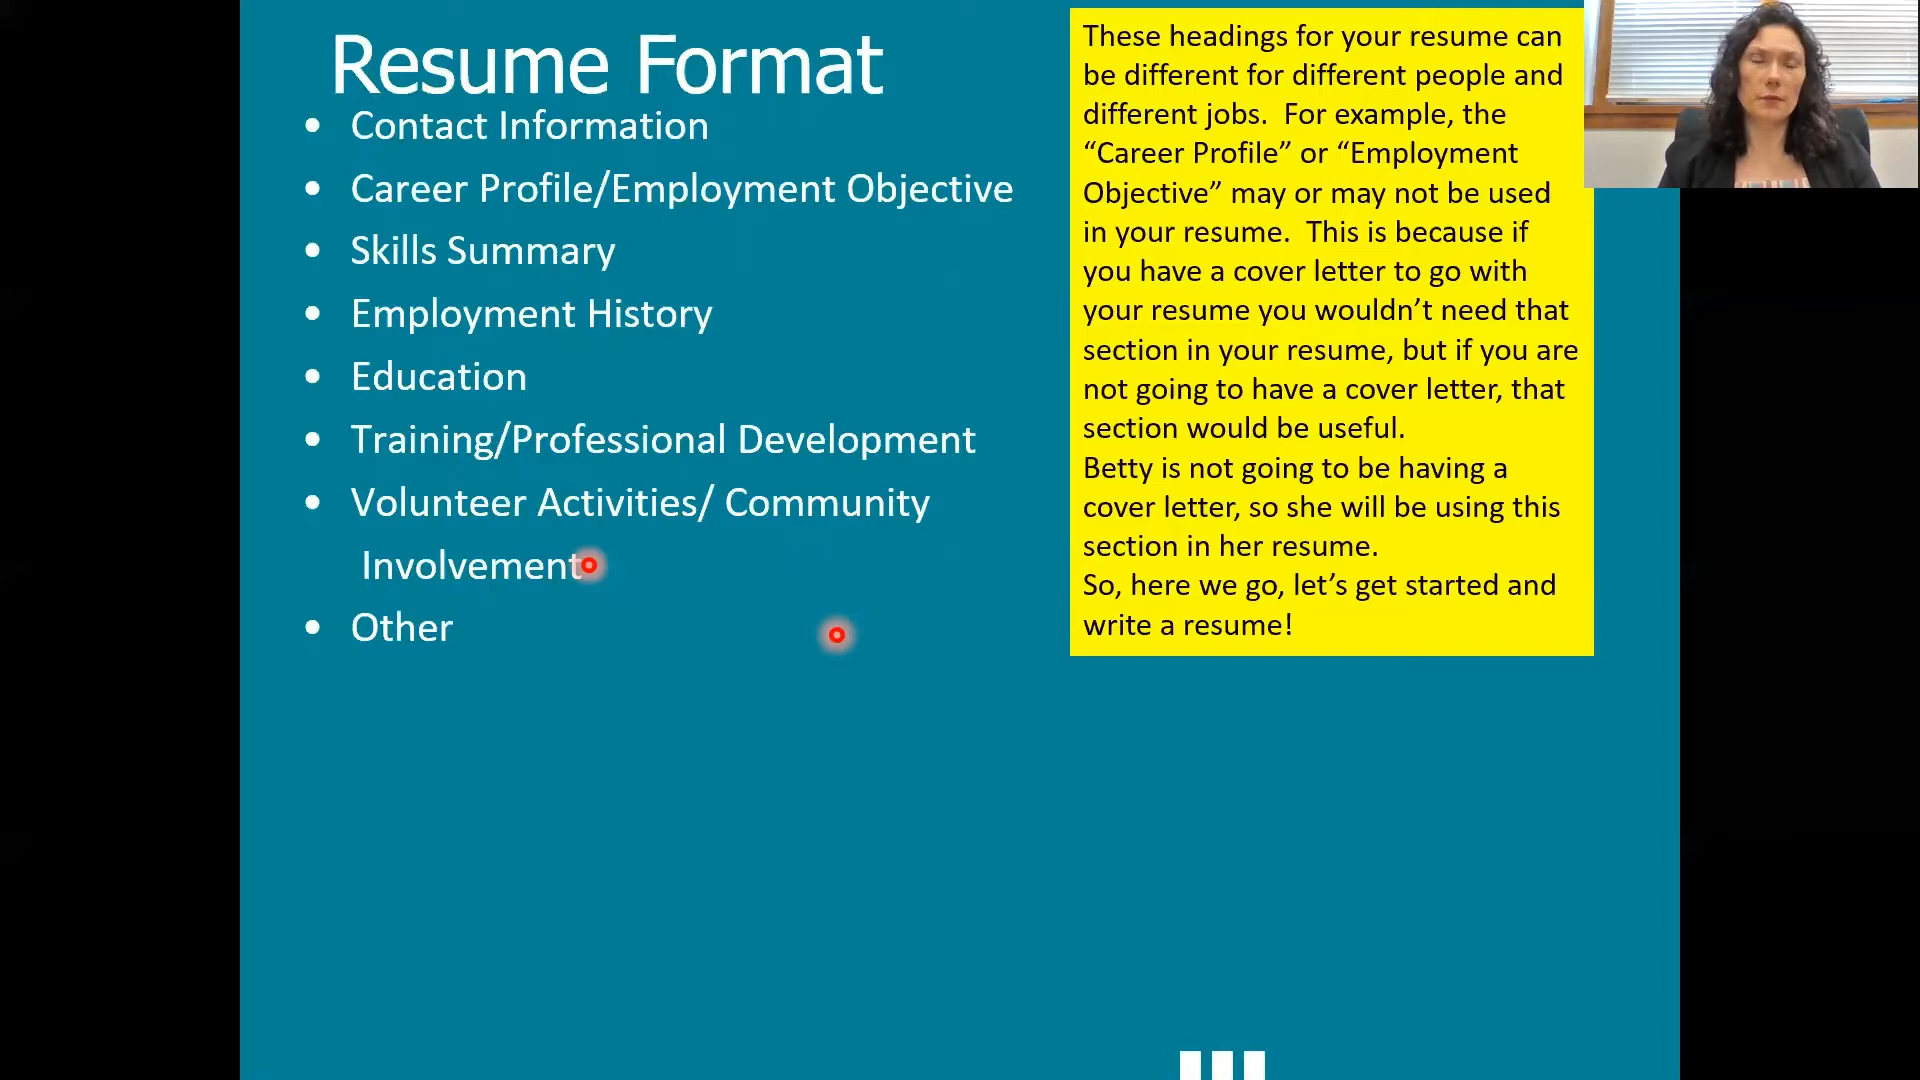 Resume Format
• Contact Information
• Career Profile/Employment Objective
• Skills Summary
• Employment History
• Education
• Training/Professional Development
• Volunteer Activities/ Community
Involvement
• Other
These headings for your resume can
be different for different people and
different jobs.  For example, the
“Career Profile” or “Employment
Objective” may or may not be used
in your resume.  This is because if
you have a cover letter to go with
your resume you wouldn’t need that
section in your resume, but if you are
not going to have a cover letter, that
section would be useful.
Betty is not going to be having a
cover letter, so she will be using this
section in her resume.
So, here we go, let’s get started and
write a resume!